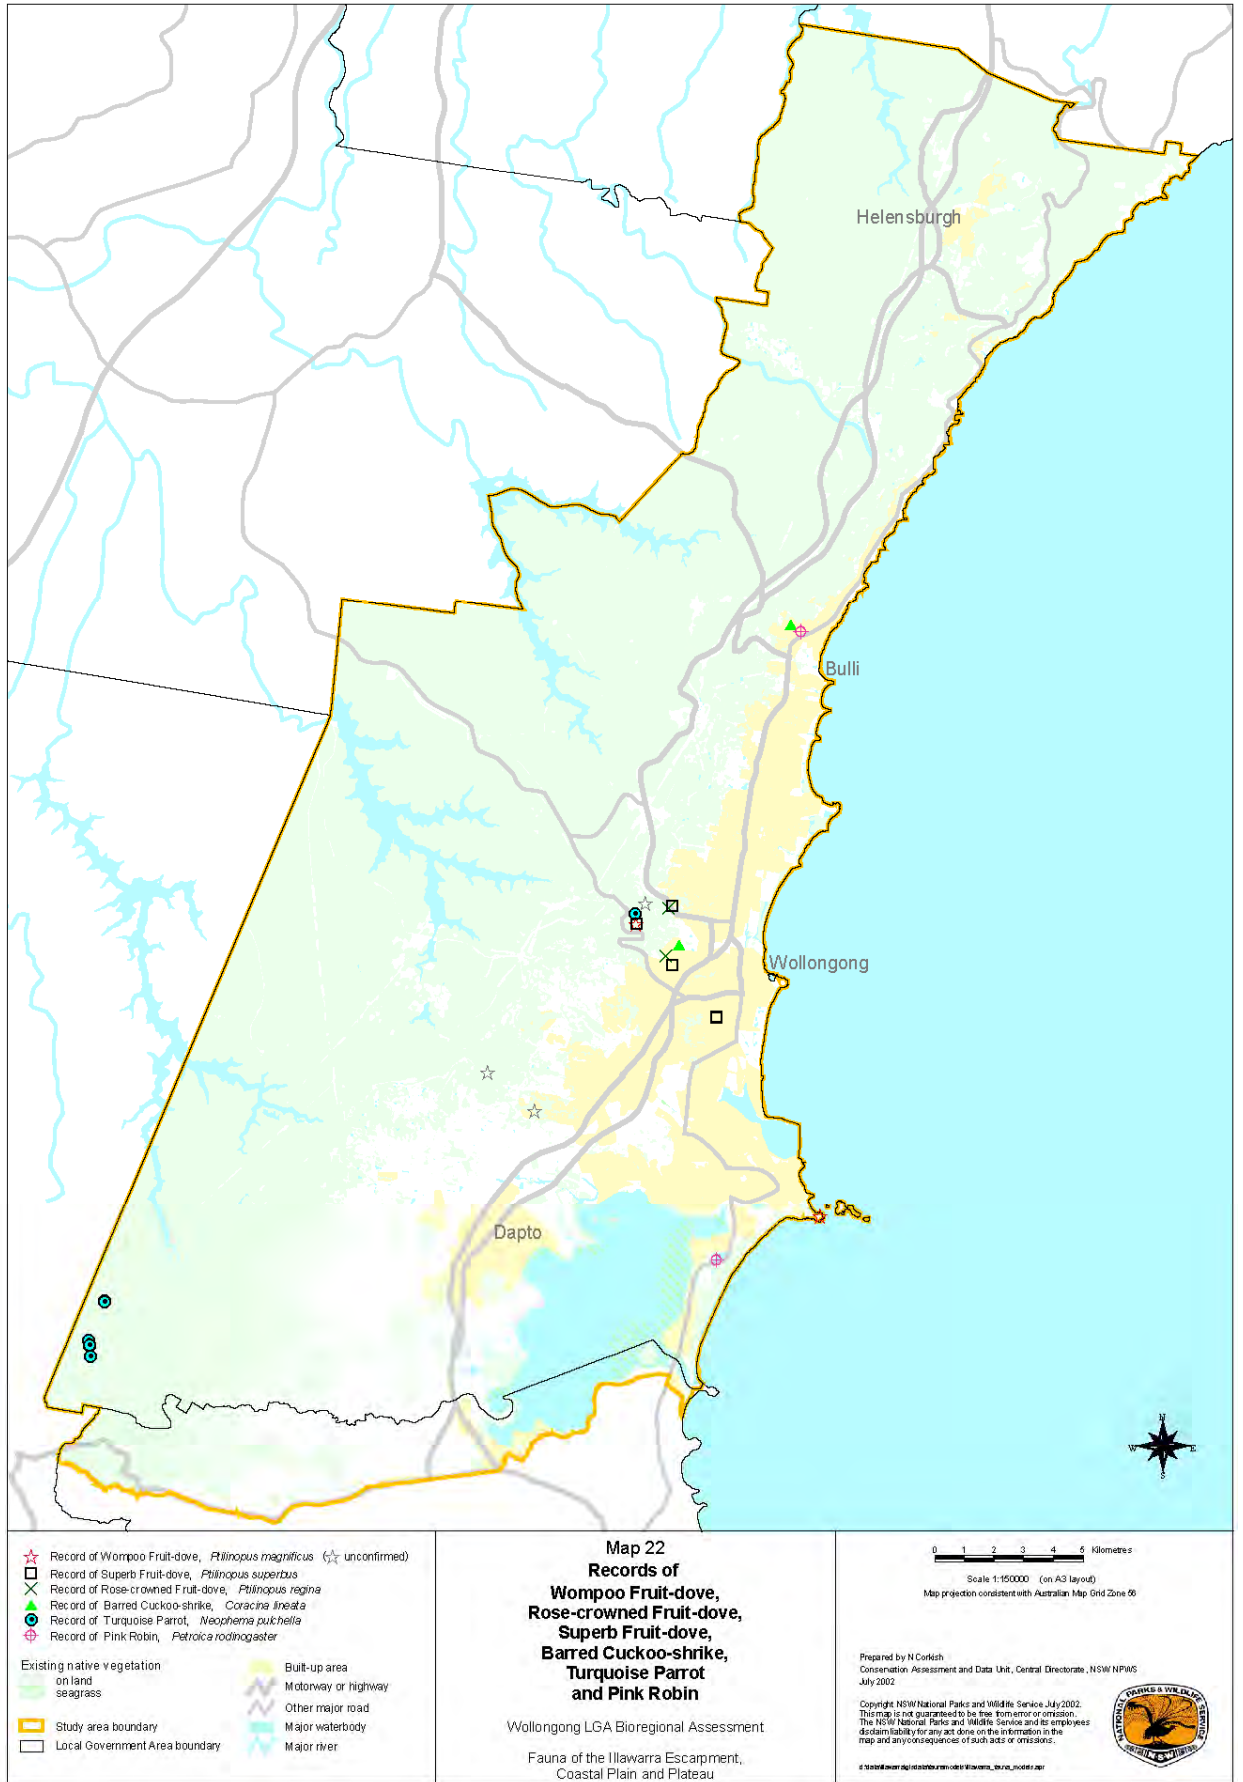 Helensburgh
Bulli
Wollongong
Dapto
N
W
E
S
Record of Wompoo Fruit-dove, Ptilinopus magnificus (☆ unconfirmed)
Record of Superb Fruit-dove, Ptilinopus superbus
Record of Rose-crowned Fruit-dove, Ptilinopus regina
Record of Barred Cuckoo-shrike, Coracina lineata
Record of Turquoise Parrot, Neophema pulchella
Record of Pink Robin, Petroica rodinogaster
Existing native vegetation
on land
seagrass
Study area boundary
Local Government Area boundary
Built-up area
Motorway or highway
Other major road
Major waterbody
Major river
Map 22
Records of
Wompoo Fruit-dove,
Rose-crowned Fruit-dove,
Superb Fruit-dove,
Barred Cuckoo-shrike,
Turquoise Parrot
and Pink Robin
Wollongong LGA Bioregional Assessment
Fauna of the Illawarra Escarpment,
Coastal Plain and Plateau
0 1 2 3 4 5 Kilometres
Scale 1:150000 (on A3 layout)
Map projection consistent with Australian Map Grid Zone 56
Prepared by N Corkish
Conservation Assessment and Data Unit, Central Directorate, NSW NPWS
July 2002
Copyright NSW National Parks and Wildlife Service July 2002.
This map is not guaranteed to be free from error or omission.
The NSW National Parks and Wildlife Service and its employees
disclaim liability for any act done on the information in the
map and any consequences of such acts or omissions.
NATIONAL PARKS & WILDLIFE SERVICE
N·S·W